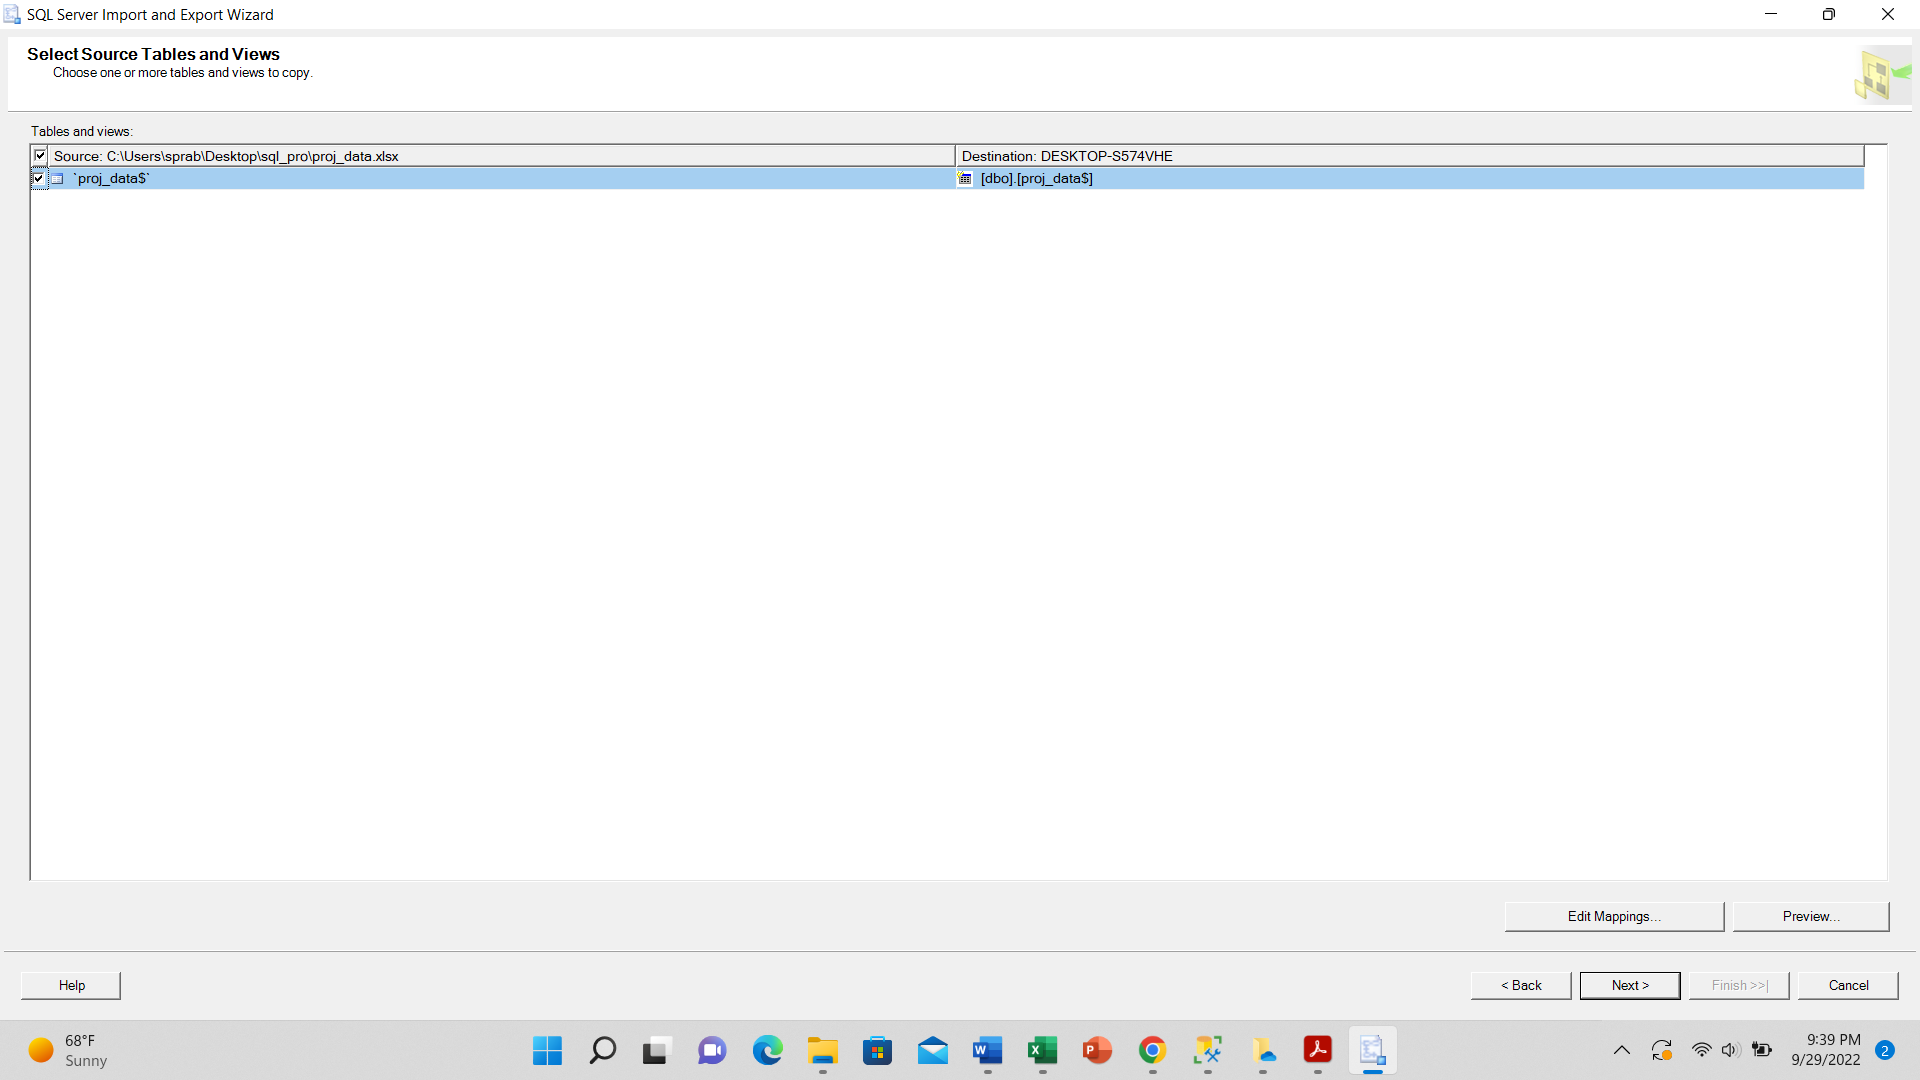 SQL Server Import and Export Wizard
Select Source Tables and Views
Choose one or more tables and views to copy.
Tables and views:
Source: C:\Users\sprab\Desktop\sql_pro\proj_data.xlsx
Destination: DESKTOP-S574VHE
`proj_data$`
[dbo].[proj_data$]
Edit Mappings...
Preview...
Help
< Back
Next >
Finish >>|
Cancel
68°F
Sunny
9:39 PM
9/29/2022
2